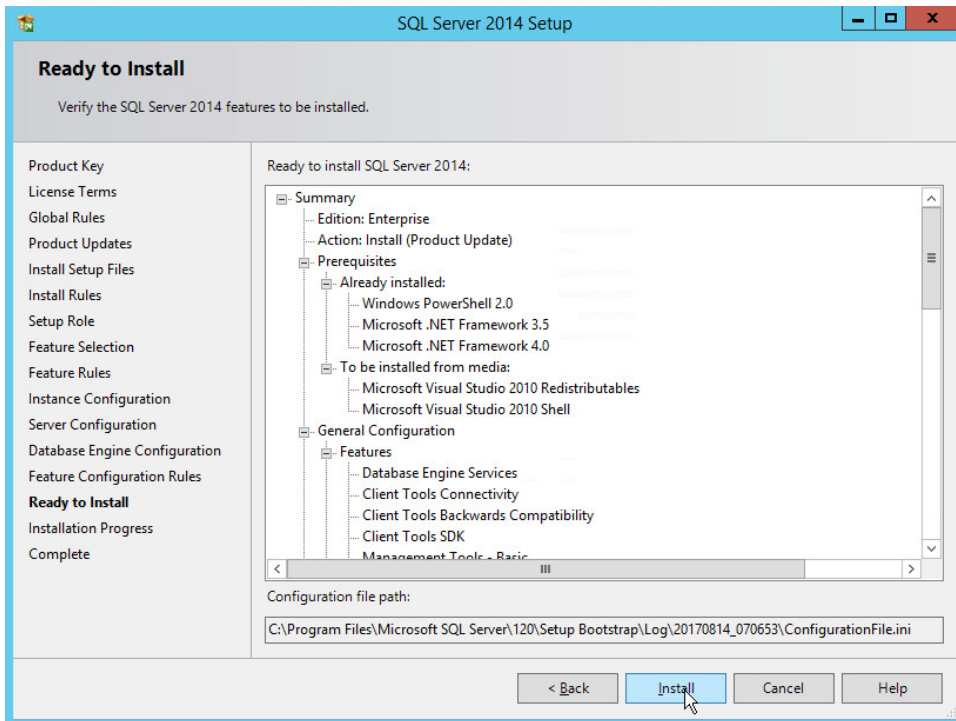 SQL Server 2014 Setup
Ready to Install
Verify the SQL Server 2014 features to be installed.
Product Key
License Terms
Global Rules
Product Updates
Install Setup Files
Install Rules
Setup Role
Feature Selection
Feature Rules
Instance Configuration
Server Configuration
Database Engine Configuration
Feature Configuration Rules
Ready to Install
Installation Progress
Complete
Ready to install SQL Server 2014:
Summary
Edition: Enterprise
Action: Install (Product Update)
Prerequisites
Already installed:
Windows PowerShell 2.0
Microsoft .NET Framework 3.5
Microsoft .NET Framework 4.0
To be installed from media:
Microsoft Visual Studio 2010 Redistributables
Microsoft Visual Studio 2010 Shell
General Configuration
Features
Database Engine Services
Client Tools Connectivity
Client Tools Backwards Compatibility
Client Tools SDK
Management Tools - Basic
Configuration file path:
C:\Program Files\Microsoft SQL Server\120\Setup Bootstrap\Log\20170814_070653\ConfigurationFile.ini
< Back
Install
Cancel
Help